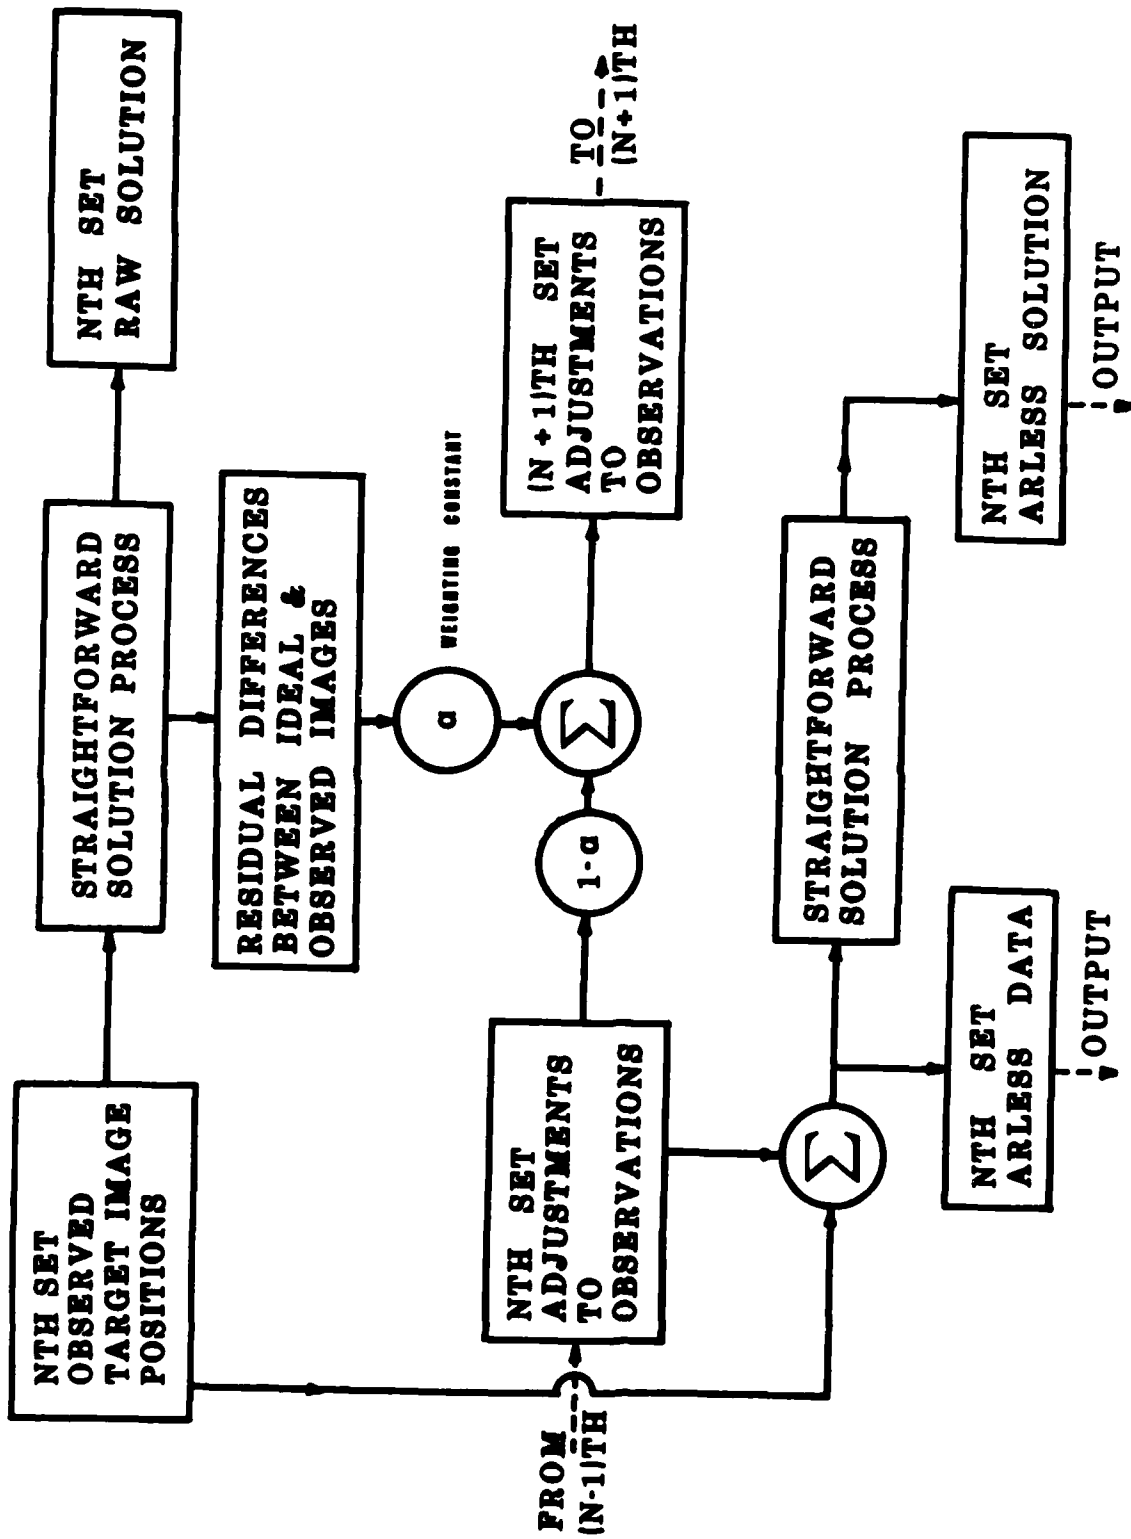 NTH SET
OBSERVED
TARGET IMAGE
POSITIONS
STRAIGHTFORWARD
SOLUTION PROCESS
NTH SET
RAW SOLUTION
RESIDUAL DIFFERENCES
BETWEEN IDEAL &
OBSERVED IMAGES
α
WEIGHTING CONSTANT
FROM
(N-1)TH
NTH SET
ADJUSTMENTS
TO
OBSERVATIONS
1-α
Σ
(N+1)TH SET
ADJUSTMENTS
TO
OBSERVATIONS
TO
(N+1)TH
Σ
STRAIGHTFORWARD
SOLUTION PROCESS
NTH SET
ARLESS DATA
OUTPUT
NTH SET
ARLESS SOLUTION
OUTPUT